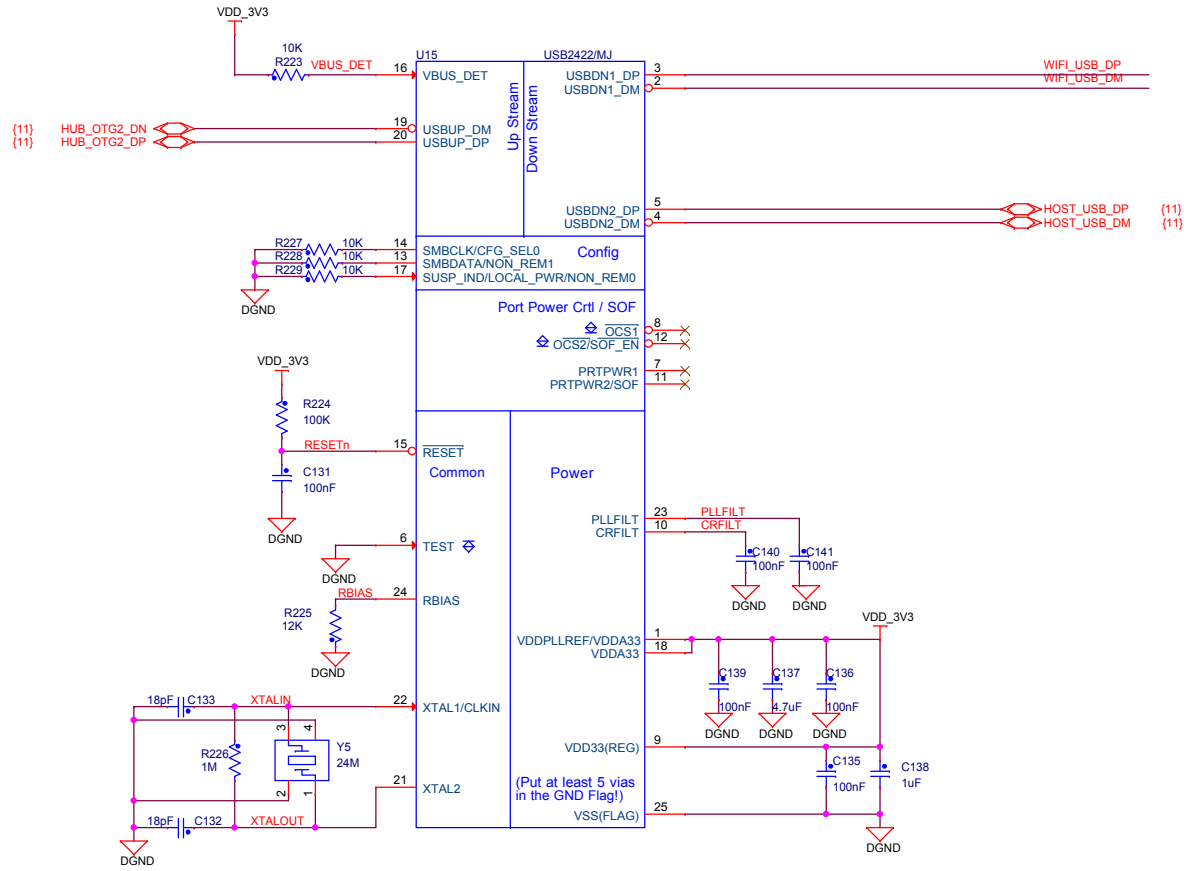 VDD_3V3
10K
R223
VBUS_DET
16
U15
USB2422/MJ
VBUS_DET
USBDN1_DP
USBDN1_DM
3
2
WIFI_USB_DP
WIFI_USB_DM
{11} HUB_OTG2_DN
{11} HUB_OTG2_DP
19
20
USBUP_DM
USBUP_DP
Up Stream
Down Stream
USBDN2_DP
USBDN2_DM
5
4
HOST_USB_DP {11}
HOST_USB_DM {11}
R227 10K 14 SMBCLK/CFG_SEL0
R228 10K 13 SMBDATA/NON_REM1
R229 10K 17 SUSP_IND/LOCAL_PWR/NON_REM0
Config
DGND
Port Power Crtl / SOF
OCS1 8
OCS2/SOF_EN 12
PRTPWR1 7
PRTPWR2/SOF 11
VDD_3V3
R224
100K
RESETn
15
RESET
Common
Power
C131
100nF
DGND
PLLFILT 23 PLLFILT
CRFILT 10 CRFILT
6
TEST
DGND
C140
100nF
C141
100nF
DGND
DGND
RBIAS
24
RBIAS
R225
12K
DGND
VDD_3V3
VDDPLLREF/VDDA33 1
VDDA33 18
C139
100nF
C137
4.7uF
C136
100nF
DGND
DGND
DGND
18pF C133
XTALIN
22
XTAL1/CLKIN
3
4
R226
1M
Y5
24M
2
1
21
XTAL2
18pF C132
XTALOUT
DGND
VDD33(REG) 9
C135
100nF
C138
1uF
(Put at least 5 vias
in the GND Flag!)
VSS(FLAG) 25
DGND